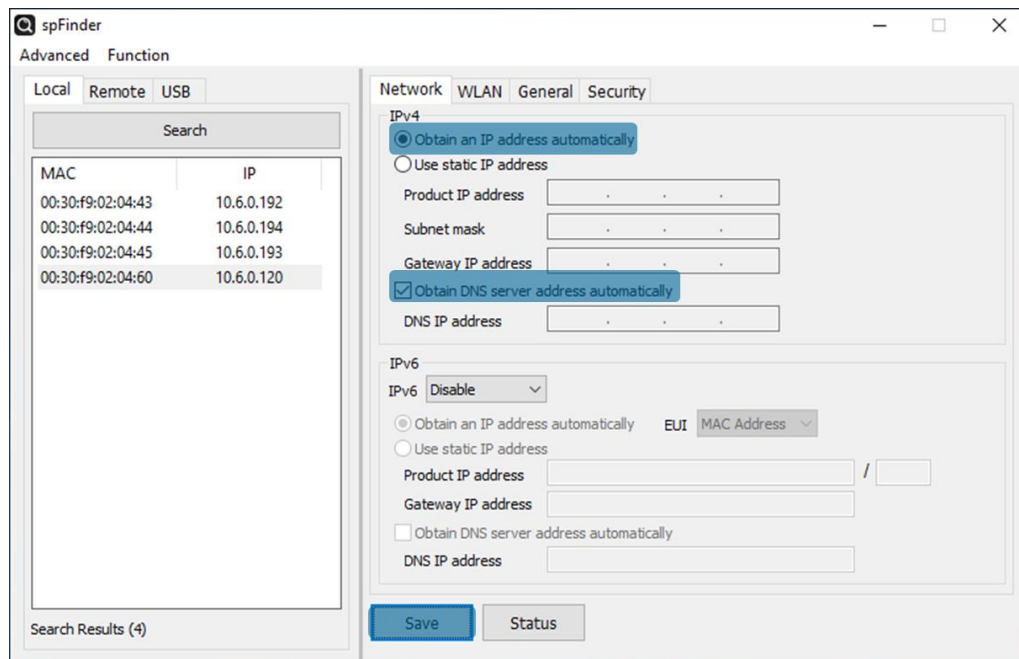 spFinder
Advanced Function
Local Remote USB
Search
MAC IP
00:30:f9:02:04:43 10.6.0.192
00:30:f9:02:04:44 10.6.0.194
00:30:f9:02:04:45 10.6.0.193
00:30:f9:02:04:60 10.6.0.120
Search Results (4)
Network WLAN General Security
IPv4
Obtain an IP address automatically
Use static IP address
Product IP address . . .
Subnet mask . . .
Gateway IP address . . .
Obtain DNS server address automatically
DNS IP address . . .
IPv6
IPv6 Disable
Obtain an IP address automatically EUI MAC Address
Use static IP address
Product IP address /
Gateway IP address
Obtain DNS server address automatically
DNS IP address
Save Status